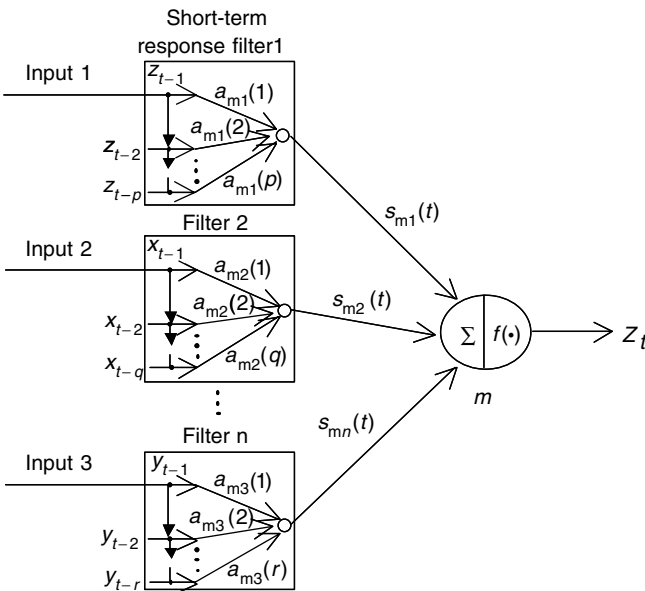 Short-term
response filter1
Input 1
z_{t−1}
a_{m1}(1)
a_{m1}(2)
z_{t−2}
z_{t−p}
a_{m1}(p)
s_{m1}(t)
Filter 2
Input 2
x_{t−1}
a_{m2}(1)
a_{m2}(2)
x_{t−2}
x_{t−q}
a_{m2}(q)
s_{m2}(t)
Σ f(•)
z_t
m
s_{mn}(t)
Filter n
Input 3
y_{t−1}
a_{m3}(1)
a_{m3}(2)
y_{t−2}
y_{t−r}
a_{m3}(r)